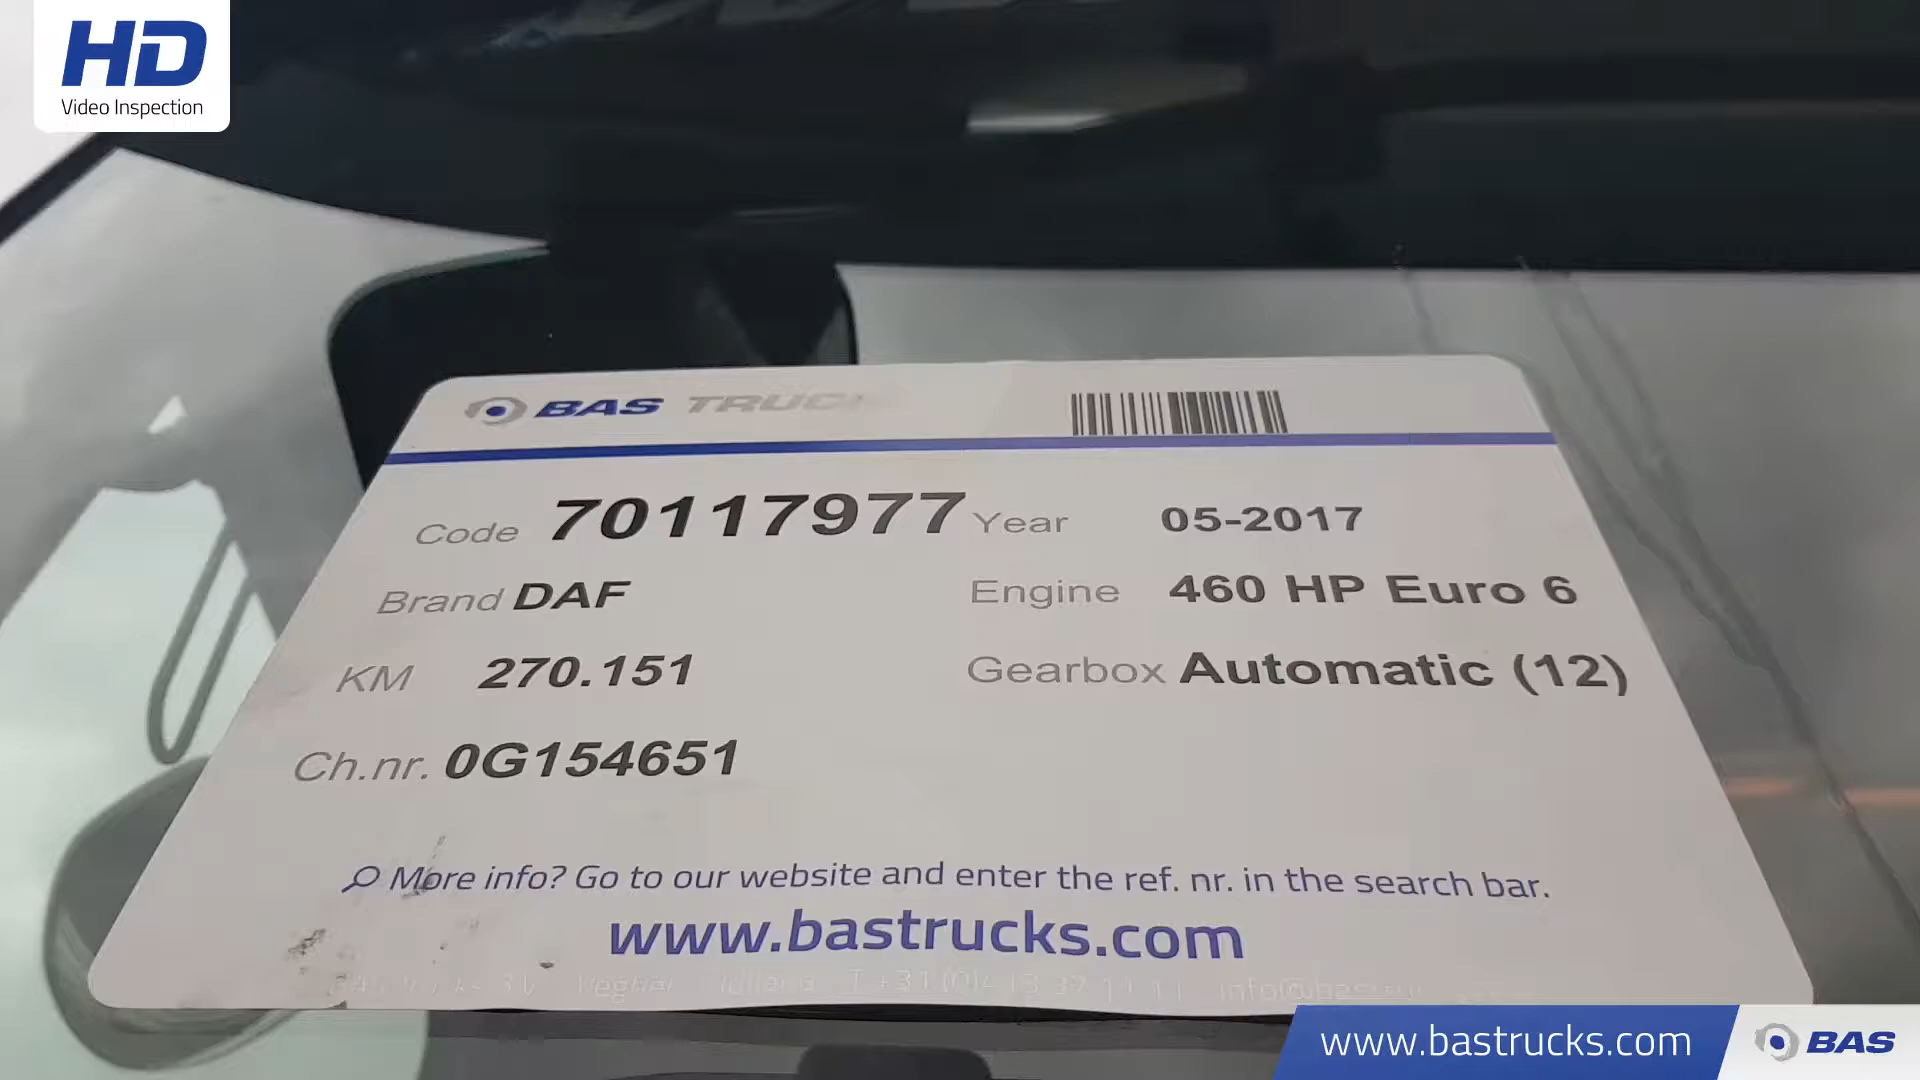 HD
Video Inspection
BAS TRUCKS
Code 70117977 Year 05-2017
Brand DAF Engine 460 HP Euro 6
KM 270.151 Gearbox Automatic (12)
Ch.nr. 0G154651
More info? Go to our website and enter the ref. nr. in the search bar.
www.bastrucks.com
www.bastrucks.com BAS